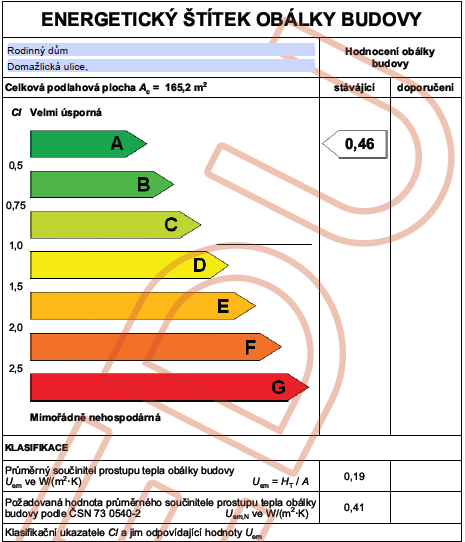 ENERGETICKÝ ŠTÍTEK OBÁLKY BUDOVY
Rodinný dům
Domažlická ulice,
Hodnocení obálky
budovy
Celková podlahová plocha Ac = 165,2 m²
stávající
doporučení
CI Velmi úsporná
A
0,46
0,5
B
0,75
C
1,0
D
1,5
E
2,0
F
2,5
G
Mimořádně nehospodárná
KLASIFIKACE
Průměrný součinitel prostupu tepla obálky budovy
Uem ve W/(m²·K) Uem = HT / A
0,19
Požadovaná hodnota průměrného součinitele prostupu tepla obálky
budovy podle ČSN 73 0540-2 Uem,N ve W/(m²·K)
0,41
Klasifikační ukazatele CI a jim odpovídající hodnoty Uem